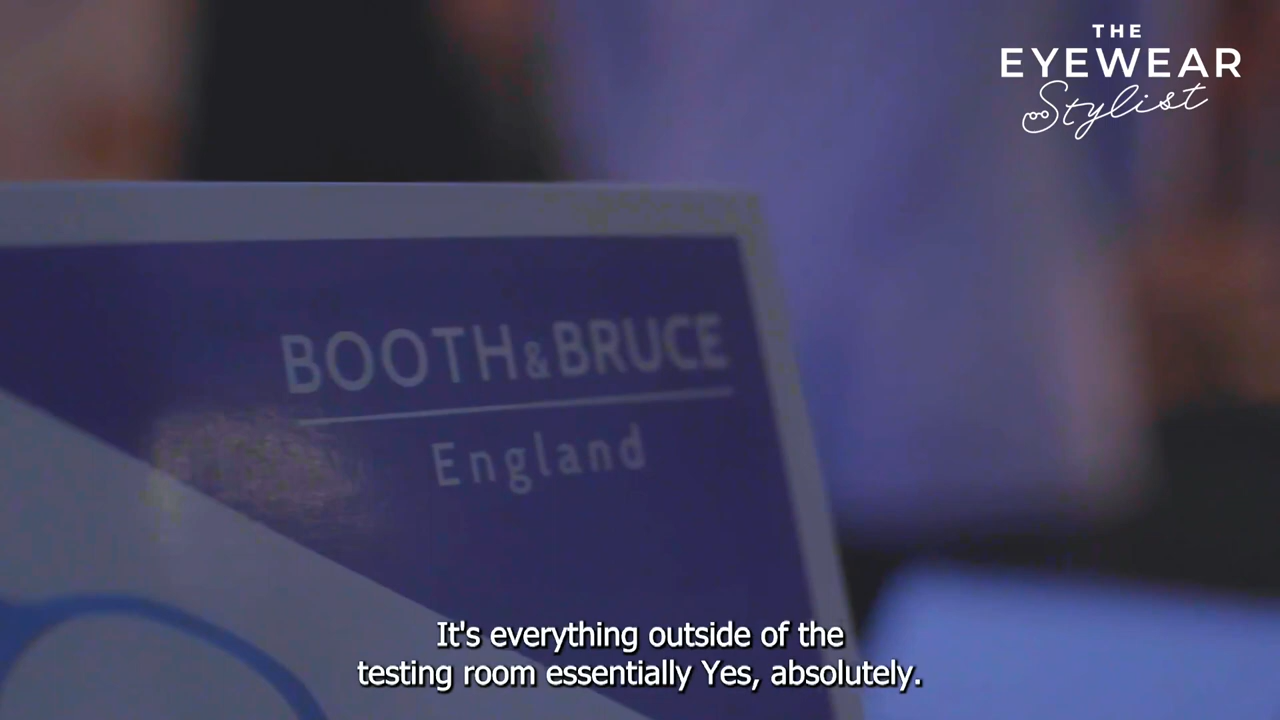 THE
EYEWEAR
Stylist
BOOTH&BRUCE
England
It's everything outside of the
testing room essentially Yes, absolutely.